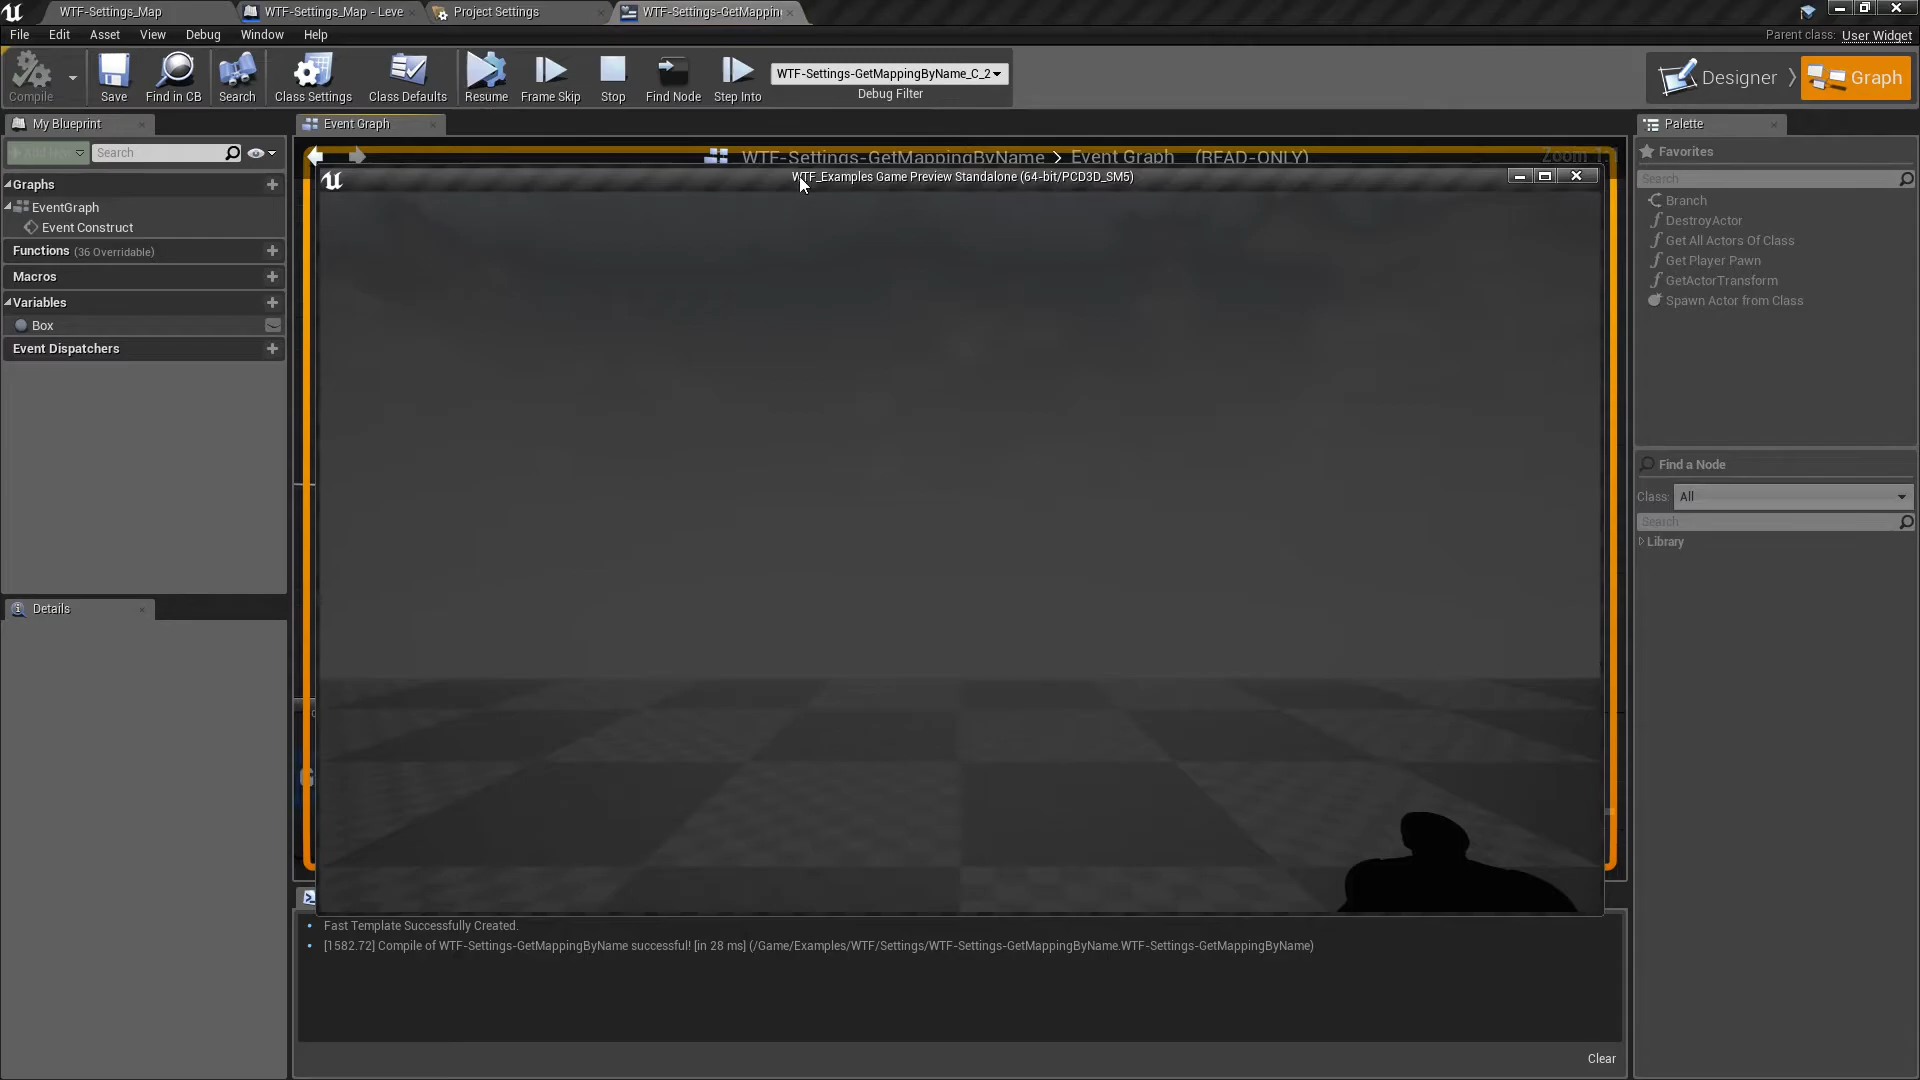 WTF-Settings_Map
WTF-Settings_Map - Leve
Project Settings
WTF-Settings-GetMappin
File
Edit
Asset
View
Debug
Window
Help
Parent class: User Widget
Compile
Save
Find in CB
Search
Class Settings
Class Defaults
Resume
Frame Skip
Stop
Find Node
Step Into
WTF-Settings-GetMappingByName_C_2
Debug Filter
Designer
Graph
My Blueprint
Search
Graphs
EventGraph
Event Construct
Functions (36 Overridable)
Macros
Variables
Box
Event Dispatchers
Details
Event Graph
WTF-Settings-GetMappingByName > Event Graph (READ-ONLY)
Zoom 1:1
WTF_Examples Game Preview Standalone (64-bit/PCD3D_SM5)
Fast Template Successfully Created.
[1582.72] Compile of WTF-Settings-GetMappingByName successful! [in 28 ms] (/Game/Examples/WTF/Settings/WTF-Settings-GetMappingByName.WTF-Settings-GetMappingByName)
Clear
Palette
Favorites
Search
Branch
DestroyActor
Get All Actors Of Class
Get Player Pawn
GetActorTransform
Spawn Actor from Class
Find a Node
Class: All
Search
Library